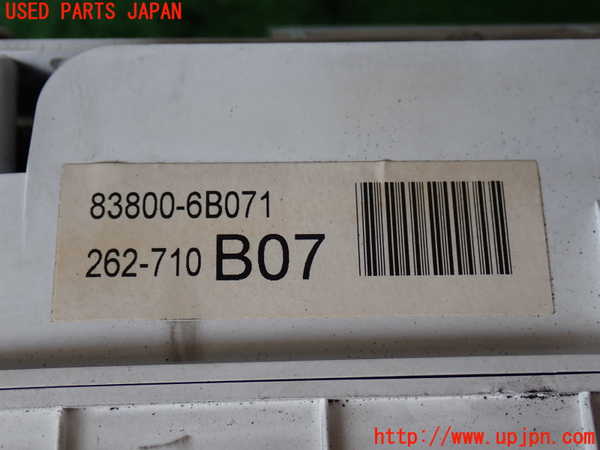 USED PARTS JAPAN
83800-6B071
262-710 B07
http://www.upjpn.com/